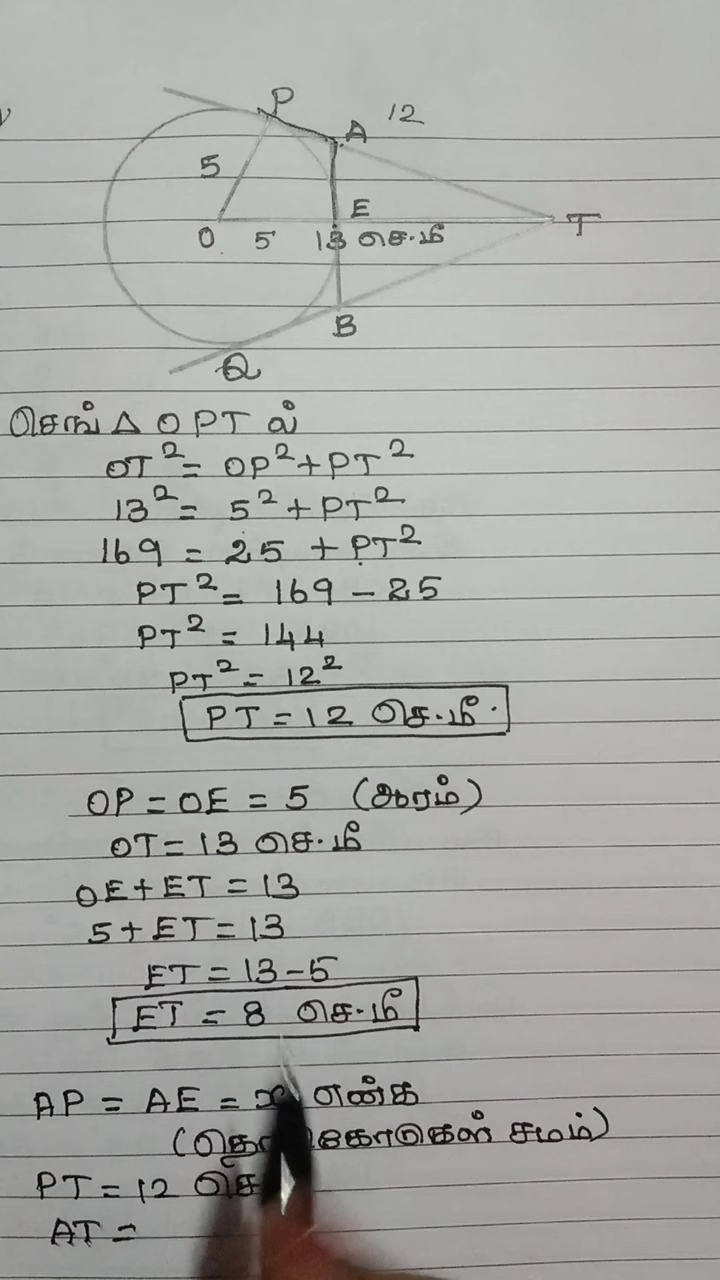 P
A 12
5
E
T
O 5 13 செ.மீ
B
Q
செங் Δ OPT ல்
OT² = OP² + PT²
13² = 5² + PT²
169 = 25 + PT²
PT² = 169 - 25
PT² = 144
PT² = 12²
PT = 12 செ.மீ.
OP = OE = 5 (ஆரம்)
OT = 13 செ.மீ
OE + ET = 13
5 + ET = 13
ET = 13 - 5
ET = 8 செ.மீ
AP = AE = x என்க
சமம்)
PT = 12 செ
AT =